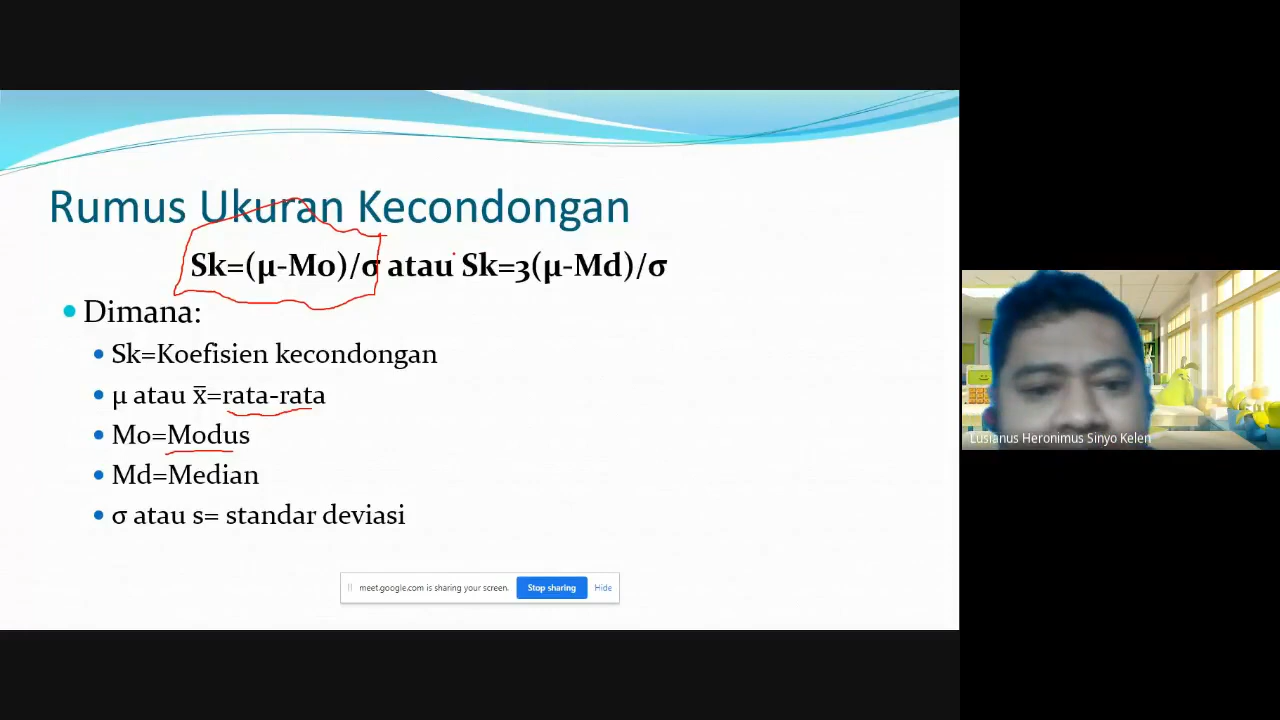 Rumus Ukuran Kecondongan
Sk=(μ-Mo)/σ atau Sk=3(μ-Md)/σ
Dimana:
Sk=Koefisien kecondongan
μ atau x̅=rata-rata
Mo=Modus
Md=Median
σ atau s= standar deviasi
meet.google.com is sharing your screen. Stop sharing Hide
Lusianus Heronimus Sinyo Kelen